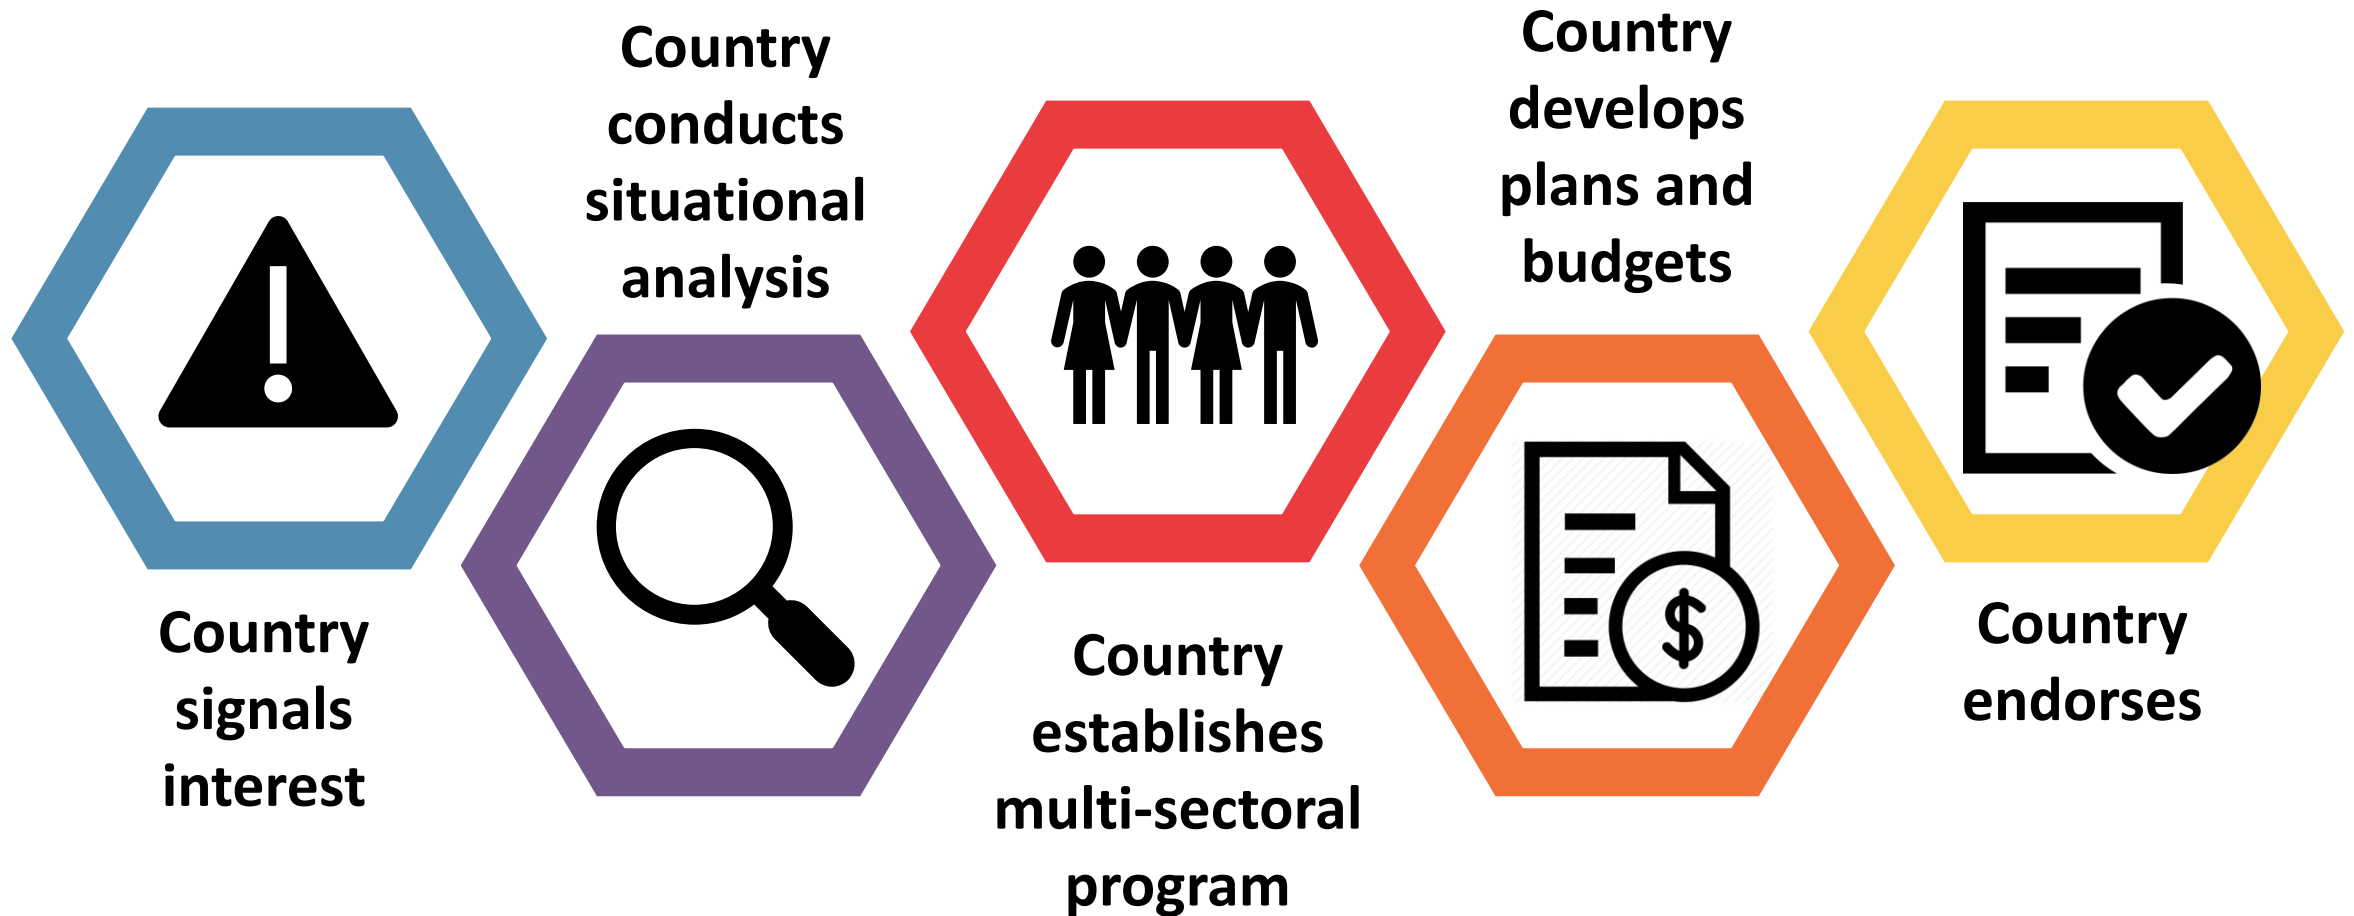 Country
signals
interest
Country
conducts
situational
analysis
Country
establishes
multi-sectoral
program
Country
develops
plans and
budgets
$
Country
endorses